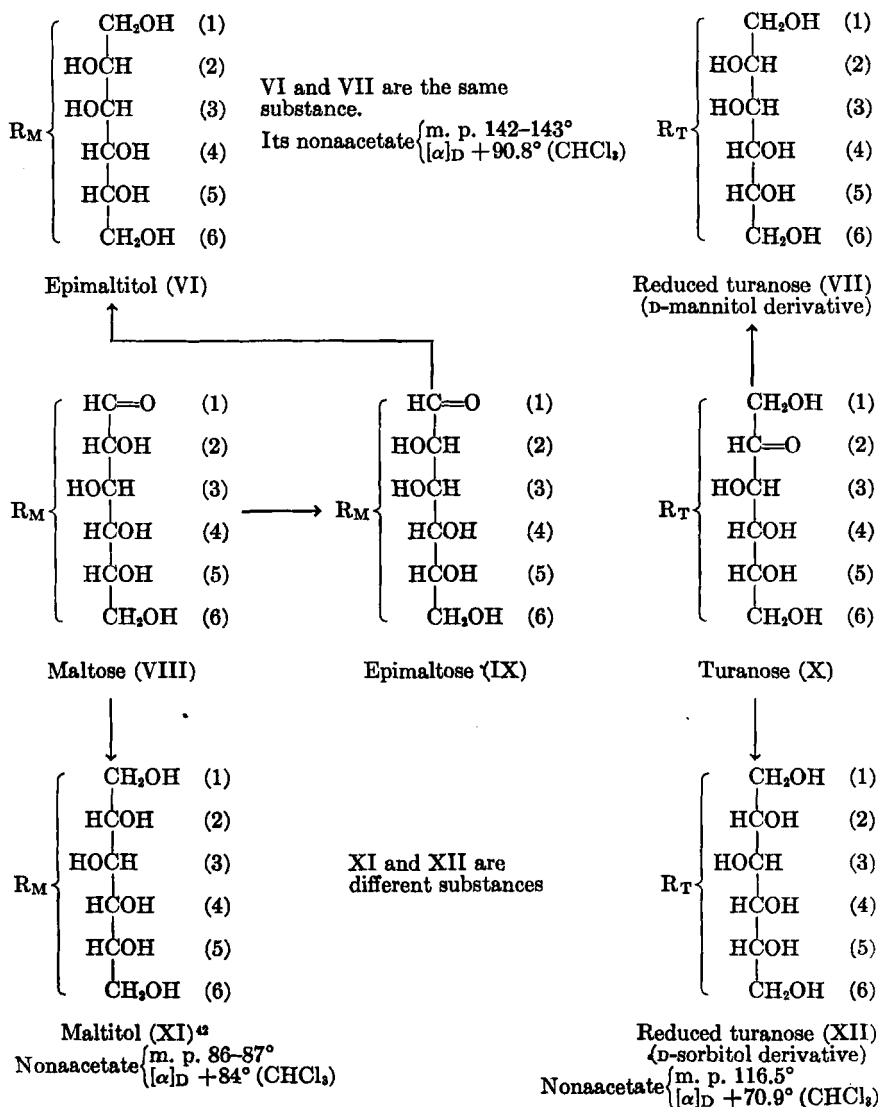 CH₂OH (1)
HOCH (2)
HOCH (3)
R_M
HCOH (4)
HCOH (5)
CH₂OH (6)
Epimaltitol (VI)
VI and VII are the same
substance.
Its nonaacetate { m. p. 142–143°
[α]D +90.8° (CHCl₃)
CH₂OH (1)
HOCH (2)
HOCH (3)
R_T
HCOH (4)
HCOH (5)
CH₂OH (6)
Reduced turanose (VII)
(D-mannitol derivative)
HC=O (1)
HCOH (2)
HOCH (3)
R_M
HCOH (4)
HCOH (5)
CH₂OH (6)
Maltose (VIII)
HC=O (1)
HOCH (2)
HOCH (3)
R_M
HCOH (4)
HCOH (5)
CH₂OH (6)
Epimaltose (IX)
CH₂OH (1)
HC=O (2)
HOCH (3)
R_T
HCOH (4)
HCOH (5)
CH₂OH (6)
Turanose (X)
CH₂OH (1)
HCOH (2)
HOCH (3)
R_M
HCOH (4)
HCOH (5)
CH₂OH (6)
Maltitol (XI)⁴²
Nonaacetate { m. p. 86–87°
[α]D +84° (CHCl₃)
XI and XII are
different substances
CH₂OH (1)
HCOH (2)
HOCH (3)
R_T
HCOH (4)
HCOH (5)
CH₂OH (6)
Reduced turanose (XII)
(D-sorbitol derivative)
Nonaacetate { m. p. 116.5°
[α]D +70.9° (CHCl₃)